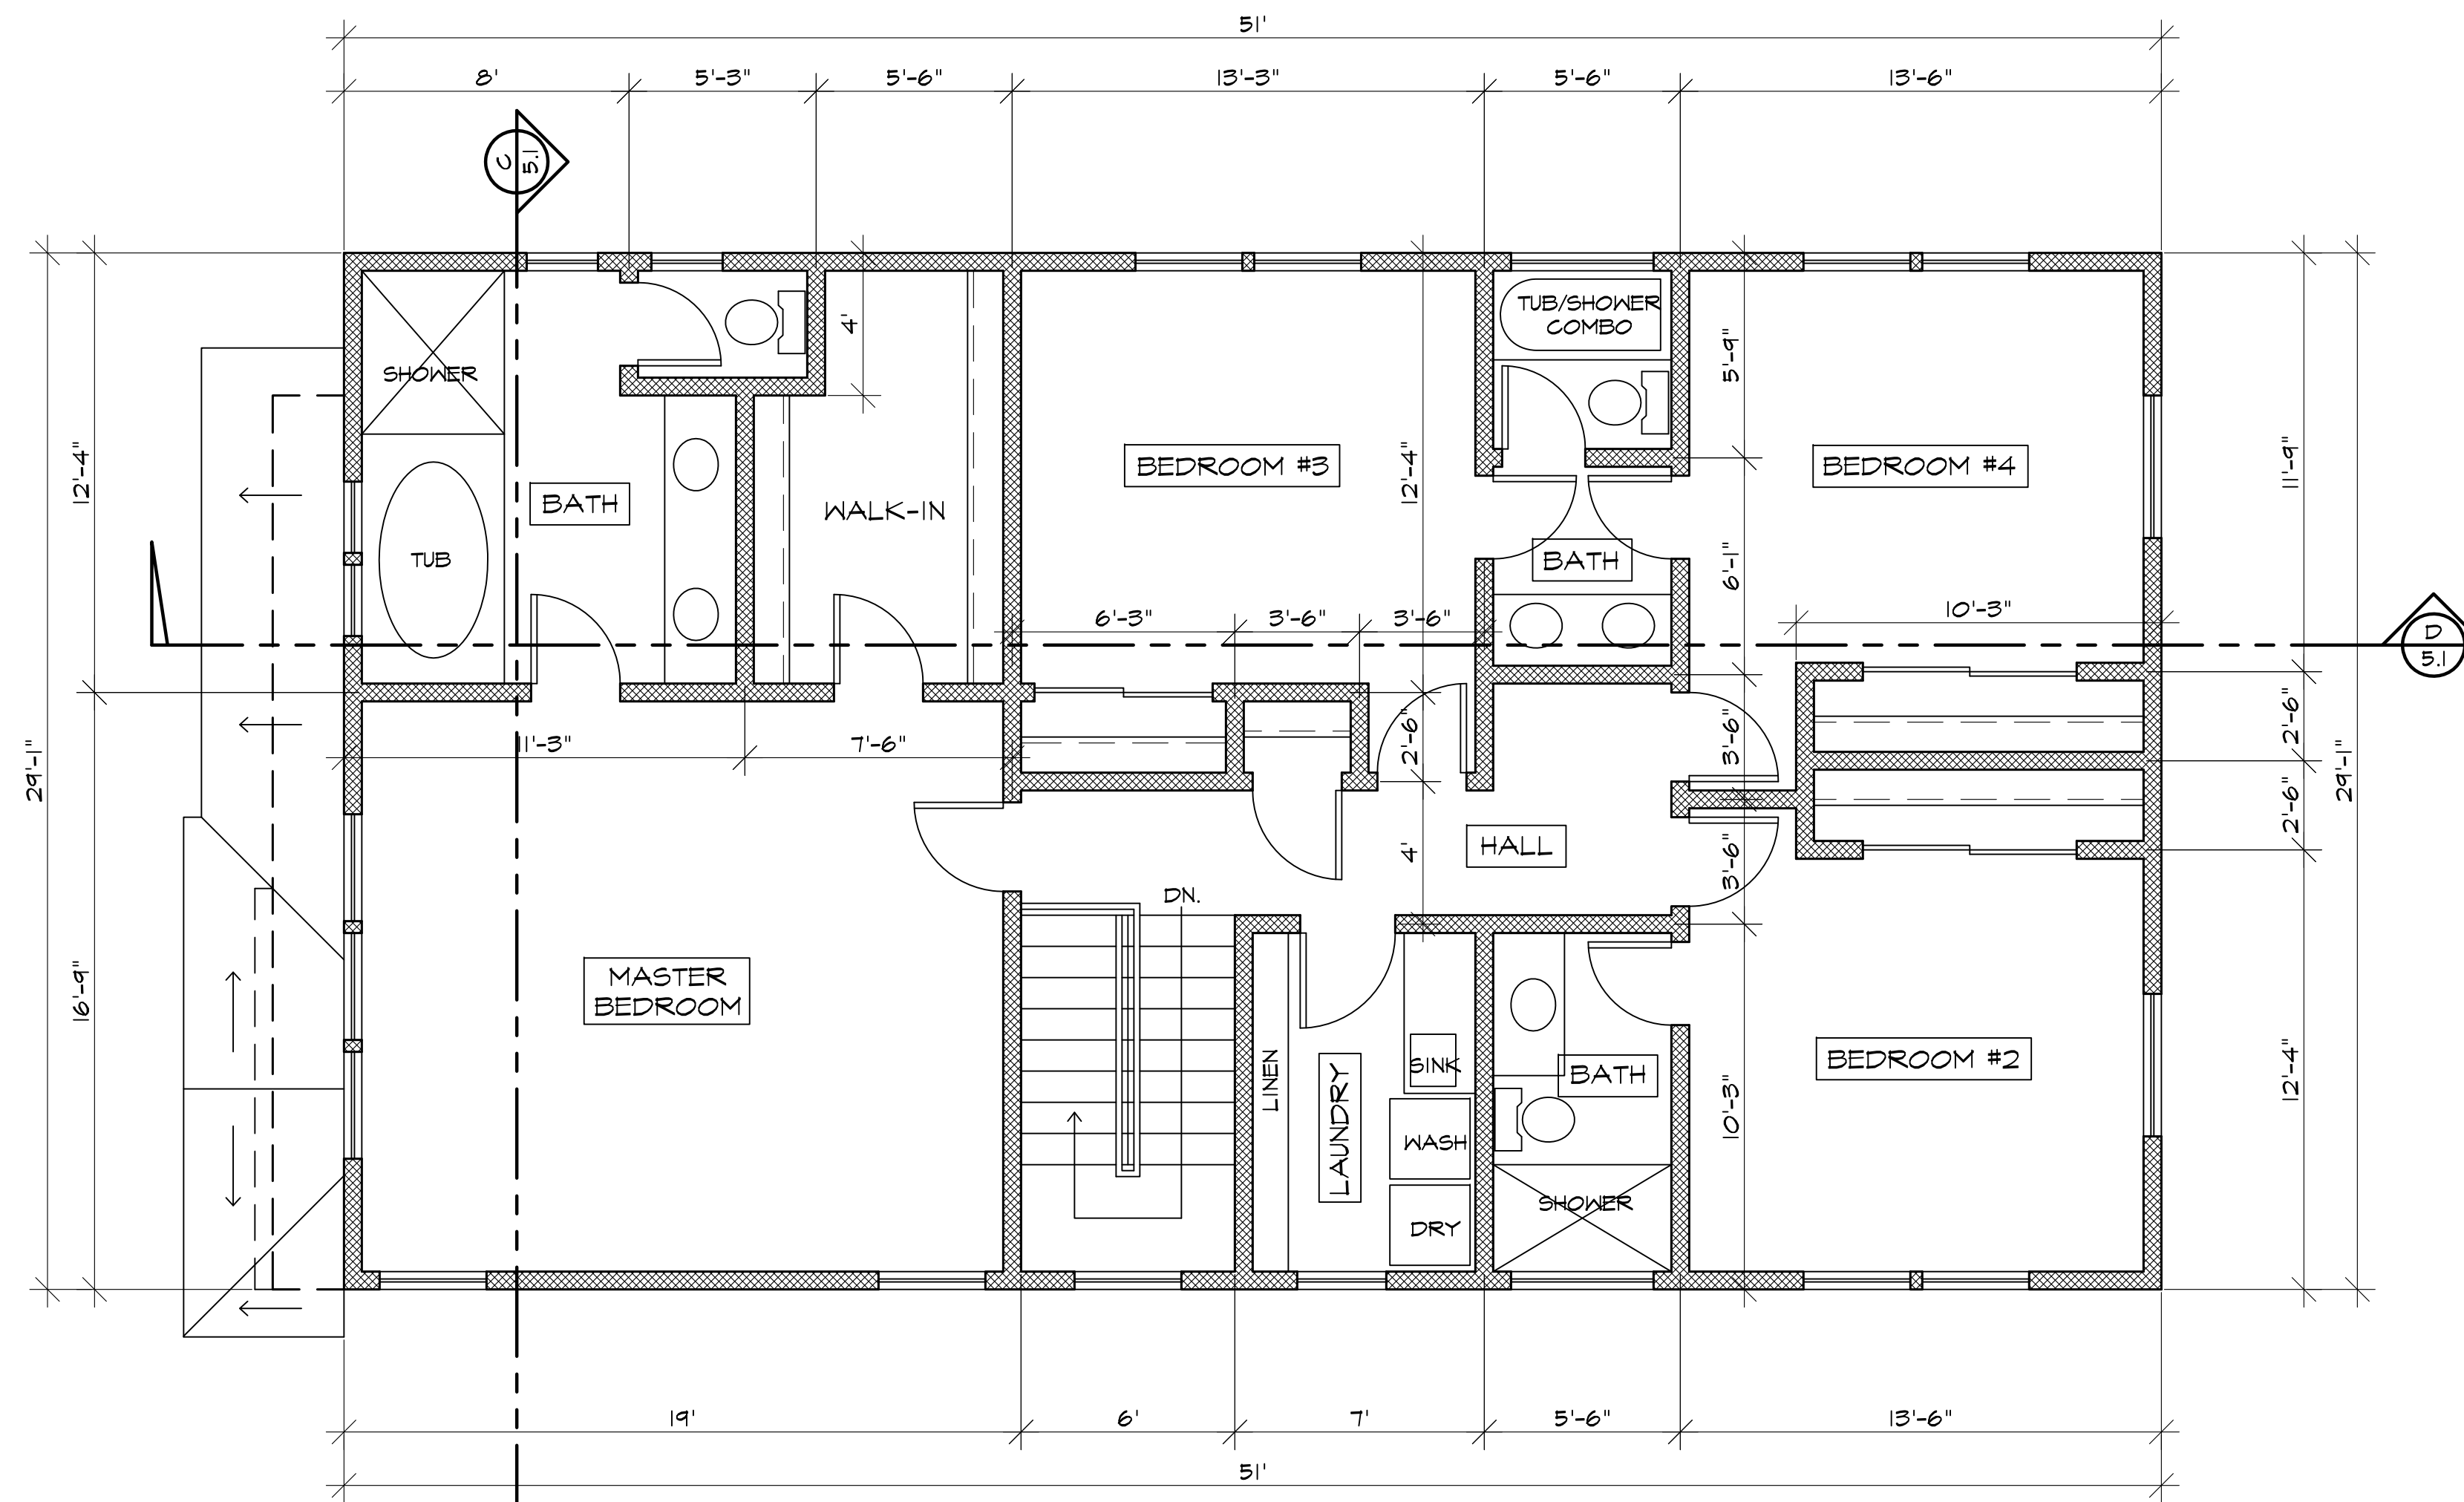 51'
8'
5'-3"
5'-6"
13'-3"
5'-6"
13'-6"
C
5.1
TUB/SHOWER
COMBO
4'
5'-9"
SHOWER
BEDROOM #3
BEDROOM #4
12'-4"
12'-4"
11'-9"
BATH
WALK-IN
TUB
BATH
6'-1"
6'-3"
3'-6"
3'-6"
10'-3"
D
5.1
11'-3"
7'-6"
2'-6"
3'-6"
2'-6"
29'-1"
29'-1"
2'-6"
HALL
4'
3'-6"
DN.
MASTER
BEDROOM
16'-9"
BEDROOM #2
12'-4"
LINEN
SINK
BATH
LAUNDRY
10'-3"
WASH
SHOWER
DRY
19'
6'
7'
5'-6"
13'-6"
51'